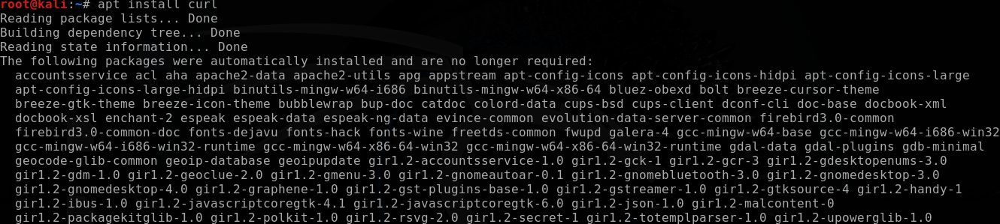 root@kali:~# apt install curl
Reading package lists... Done
Building dependency tree... Done
Reading state information... Done
The following packages were automatically installed and are no longer required:
  accountsservice acl aha apache2-data apache2-utils apg appstream apt-config-icons apt-config-icons-hidpi apt-config-icons-large
  apt-config-icons-large-hidpi binutils-mingw-w64-i686 binutils-mingw-w64-x86-64 bluez-obexd bolt breeze-cursor-theme
  breeze-gtk-theme breeze-icon-theme bubblewrap bup-doc catdoc colord-data cups-bsd cups-client dconf-cli doc-base docbook-xml
  docbook-xsl enchant-2 espeak espeak-data espeak-ng-data evince-common evolution-data-server-common firebird3.0-common
  firebird3.0-common-doc fonts-dejavu fonts-hack fonts-wine freetds-common fwupd galera-4 gcc-mingw-w64-base gcc-mingw-w64-i686-win32
  gcc-mingw-w64-i686-win32-runtime gcc-mingw-w64-x86-64-win32 gcc-mingw-w64-x86-64-win32-runtime gdal-data gdal-plugins gdb-minimal
  geocode-glib-common geoip-database geoipupdate gir1.2-accountsservice-1.0 gir1.2-gck-1 gir1.2-gcr-3 gir1.2-gdesktopenums-3.0
  gir1.2-gdm-1.0 gir1.2-geoclue-2.0 gir1.2-gmenu-3.0 gir1.2-gnomeautoar-0.1 gir1.2-gnomebluetooth-3.0 gir1.2-gnomedesktop-3.0
  gir1.2-gnomedesktop-4.0 gir1.2-graphene-1.0 gir1.2-gst-plugins-base-1.0 gir1.2-gstreamer-1.0 gir1.2-gtksource-4 gir1.2-handy-1
  gir1.2-ibus-1.0 gir1.2-javascriptcoregtk-4.1 gir1.2-javascriptcoregtk-6.0 gir1.2-json-1.0 gir1.2-malcontent-0
  gir1.2-packagekitglib-1.0 gir1.2-polkit-1.0 gir1.2-rsvg-2.0 gir1.2-secret-1 gir1.2-totemplparser-1.0 gir1.2-upowerglib-1.0